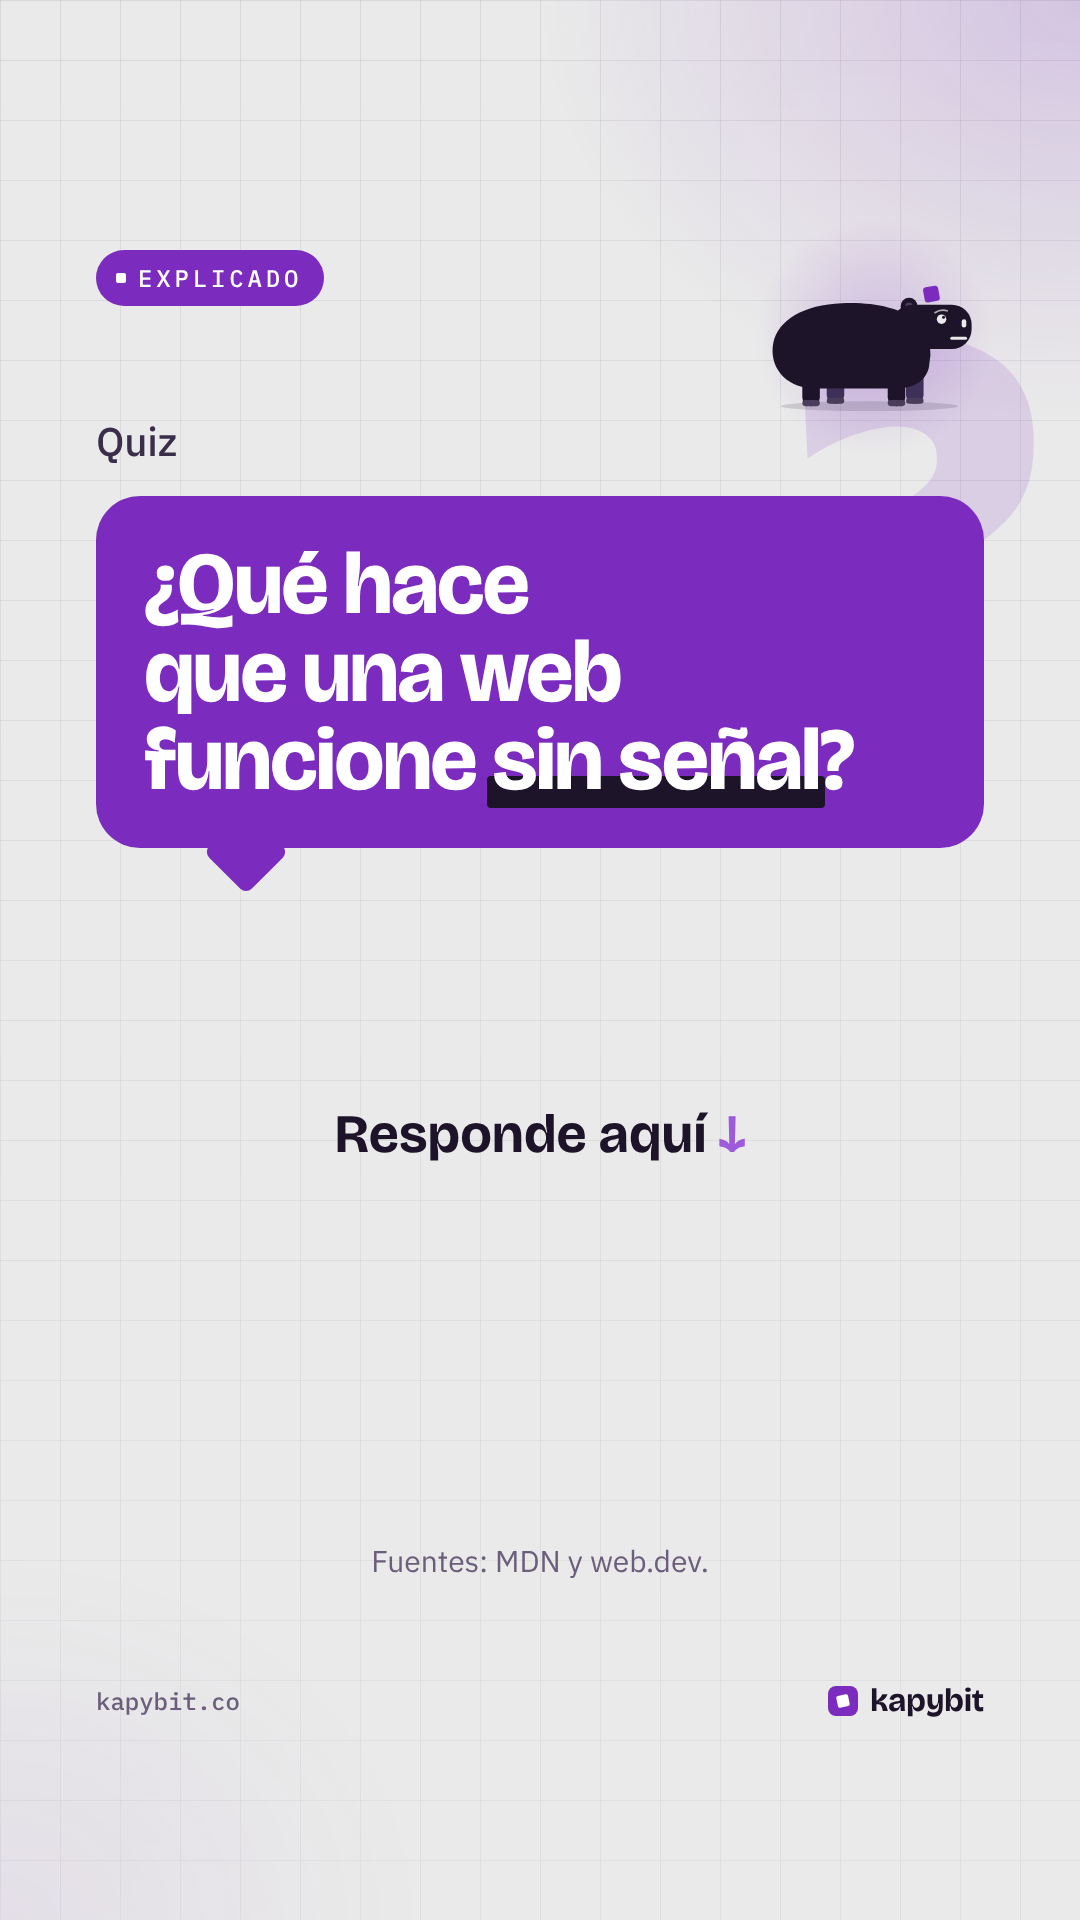 EXPLICADO
Quiz
¿Qué hace
que una web
funcione sin señal?
Responde aquí ↓
Fuentes: MDN y web.dev.
kapybit.co
kapybit